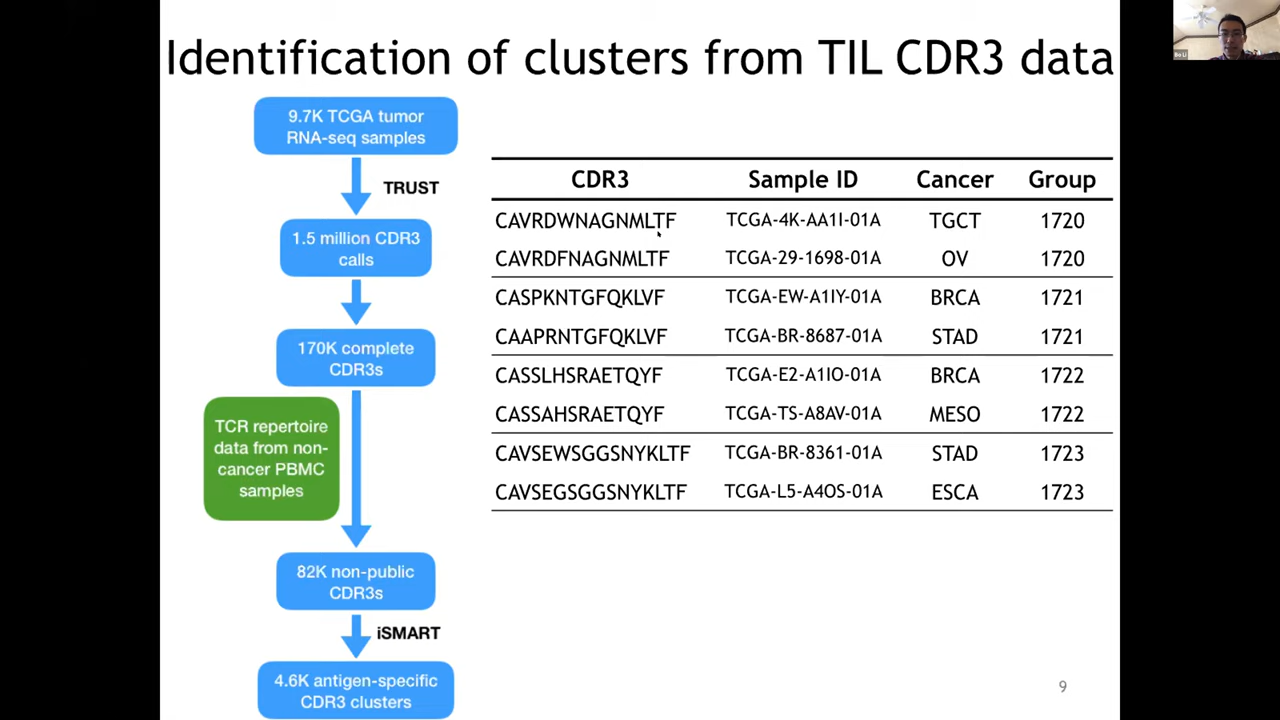 Identification of clusters from TIL CDR3 data
Bo Li
9.7K TCGA tumor
RNA-seq samples
TRUST
1.5 million CDR3
calls
170K complete
CDR3s
TCR repertoire
data from non-
cancer PBMC
samples
82K non-public
CDR3s
iSMART
4.6K antigen-specific
CDR3 clusters
CDR3 Sample ID Cancer Group
CAVRDWNAGNMLTF TCGA-4K-AA1I-01A TGCT 1720
CAVRDFNAGNMLTF TCGA-29-1698-01A OV 1720
CASPKNTGFQKLVF TCGA-EW-A1IY-01A BRCA 1721
CAAPRNTGFQKLVF TCGA-BR-8687-01A STAD 1721
CASSLHSRAETQYF TCGA-E2-A1IO-01A BRCA 1722
CASSAHSRAETQYF TCGA-TS-A8AV-01A MESO 1722
CAVSEWSGGSNYKLTF TCGA-BR-8361-01A STAD 1723
CAVSEGSGGSNYKLTF TCGA-L5-A4OS-01A ESCA 1723
9